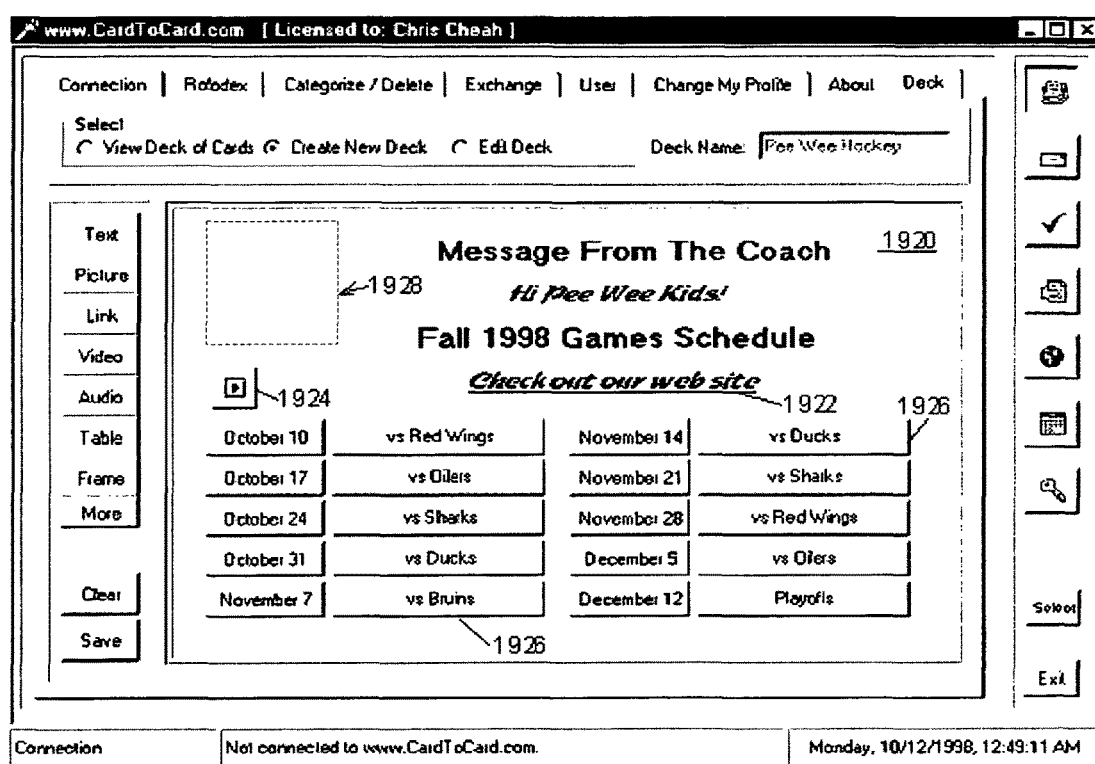 www.CardToCard.com [ Licensed to: Chris Cheah ]
Connection | Rolodex | Categorize / Delete | Exchange | User | Change My Profile | About Deck
Select
View Deck of Cards Create New Deck Edit Deck Deck Name: Pee Wee Hockey
Text
Picture
Link
Video
Audio
Table
Frame
More
Clear
Save
1920
Message From The Coach
1928
Hi Pee Wee Kids!
Fall 1998 Games Schedule
Check out our web site
1924
1922
1926
October 10 vs Red Wings November 14 vs Ducks
October 17 vs Oilers November 21 vs Sharks
October 24 vs Sharks November 28 vs Red Wings
October 31 vs Ducks December 5 vs Oilers
November 7 vs Bruins December 12 Playoffs
1926
Select
Exit
Connection Not connected to www.CardToCard.com. Monday, 10/12/1998, 12:49:11 AM